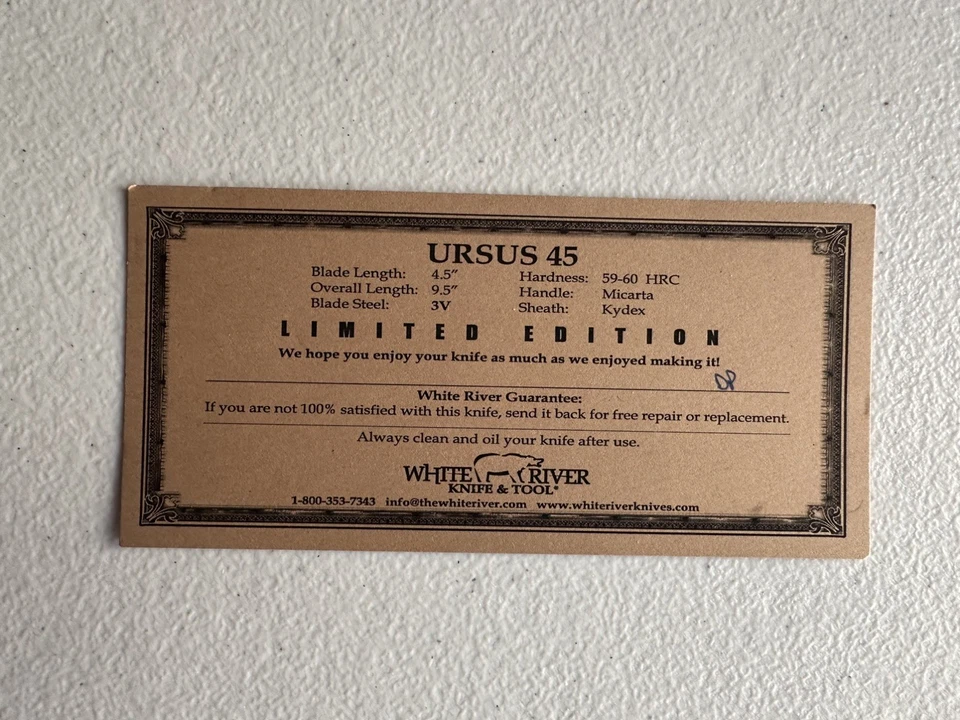 URSUS 45
Blade Length: 4.5" Hardness: 59-60 HRC
Overall Length: 9.5" Handle: Micarta
Blade Steel: 3V Sheath: Kydex
LIMITED EDITION
We hope you enjoy your knife as much as we enjoyed making it!
White River Guarantee:
If you are not 100% satisfied with this knife, send it back for free repair or replacement.
Always clean and oil your knife after use.
WHITE RIVER
KNIFE & TOOL
1-800-353-7343 info@thewhiteriver.com www.whiteriverknives.com